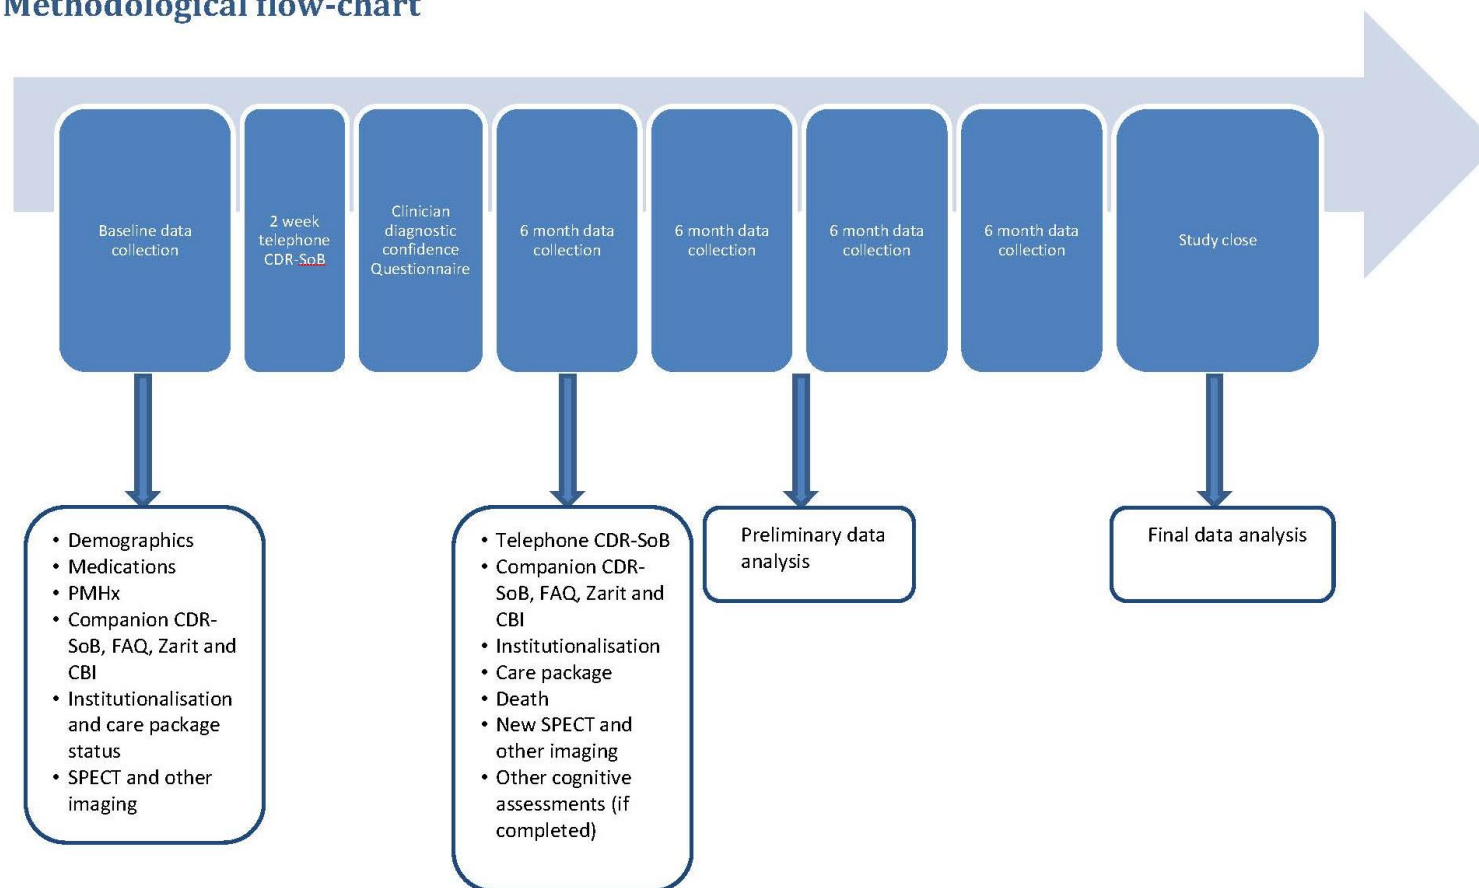 Methodological flow-chart
Baseline data
collection
2 week
telephone
CDR-SoB
Clinician
diagnostic
confidence
Questionnaire
6 month data
collection
6 month data
collection
6 month data
collection
6 month data
collection
Study close
• Demographics
• Medications
• PMHx
• Companion CDR-
SoB, FAQ, Zarit and
CBI
• Institutionalisation
and care package
status
• SPECT and other
imaging
• Telephone CDR-SoB
• Companion CDR-
SoB, FAQ, Zarit and
CBI
• Institutionalisation
• Care package
• Death
• New SPECT and
other imaging
• Other cognitive
assessments (if
completed)
Preliminary data
analysis
Final data analysis